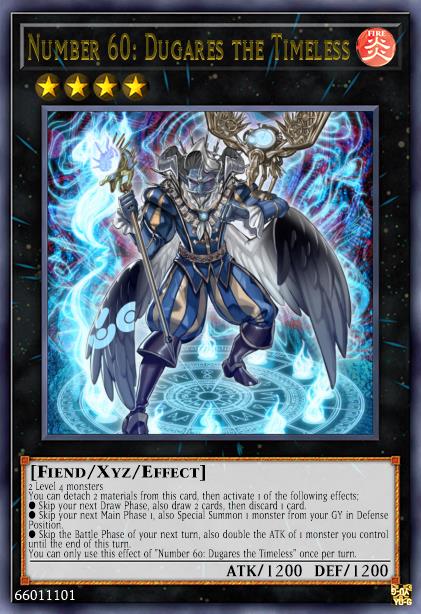 Number 60: Dugares the Timeless
FIRE
炎
[Fiend/Xyz/Effect]
2 Level 4 monsters
You can detach 2 materials from this card, then activate 1 of the following effects;
● Skip your next Draw Phase, also draw 2 cards, then discard 1 card.
● Skip your next Main Phase 1, also Special Summon 1 monster from your GY in Defense
Position.
● Skip the Battle Phase of your next turn, also double the ATK of 1 monster you control
until the end of this turn.
You can only use this effect of "Number 60: Dugares the Timeless" once per turn.
ATK/1200 DEF/1200
66011101